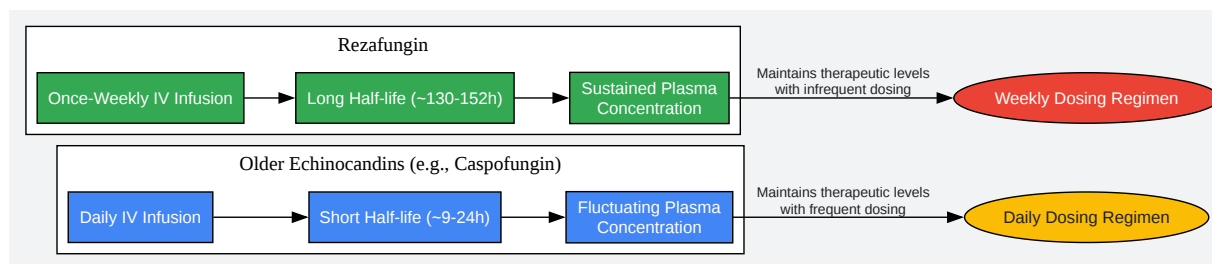 Rezafungin
Once-Weekly IV Infusion
Long Half-life (~130-152h)
Sustained Plasma
Concentration
Maintains therapeutic levels
with infrequent dosing
Weekly Dosing Regimen
Older Echinocandins (e.g., Caspofungin)
Daily IV Infusion
Short Half-life (~9-24h)
Fluctuating Plasma
Concentration
Maintains therapeutic levels
with frequent dosing
Daily Dosing Regimen